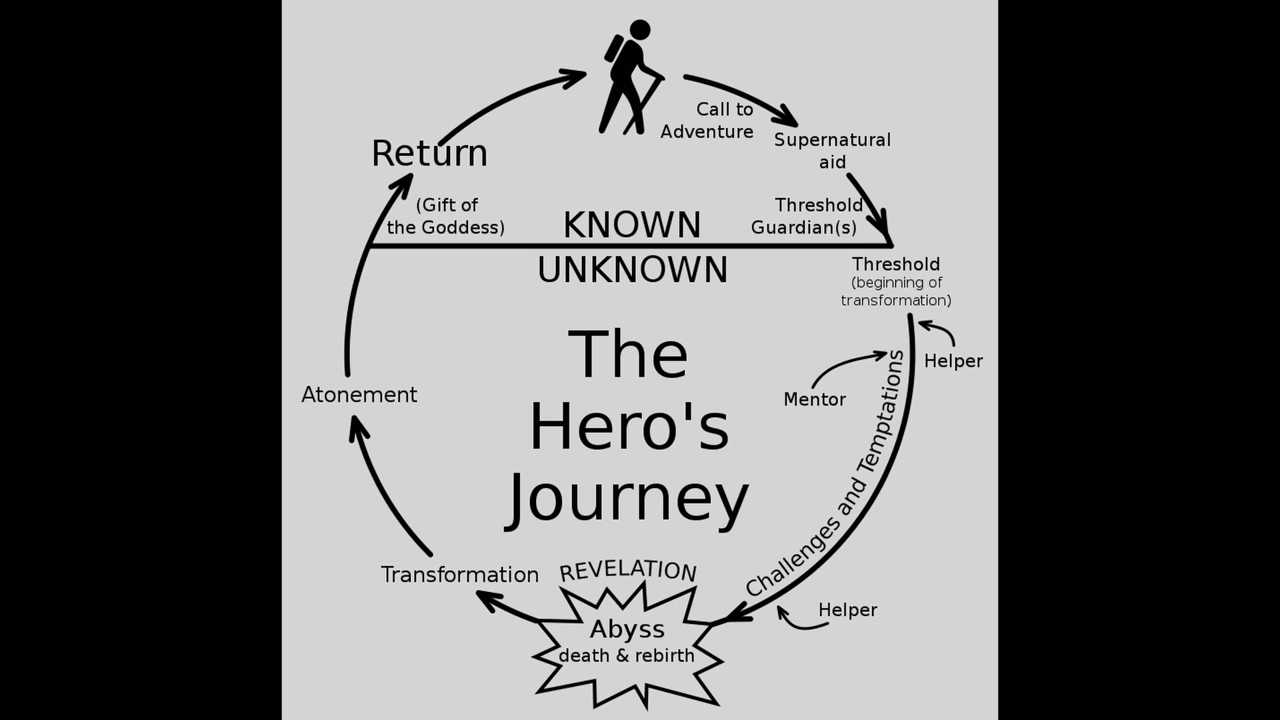 Call to
Adventure
Supernatural
aid
Return
(Gift of
the Goddess)
KNOWN
Threshold
Guardian(s)
UNKNOWN
Threshold
(beginning of
transformation)
The
Hero's
Journey
Helper
Mentor
Challenges and Temptations
Atonement
Transformation
REVELATION
Abyss
death & rebirth
Helper